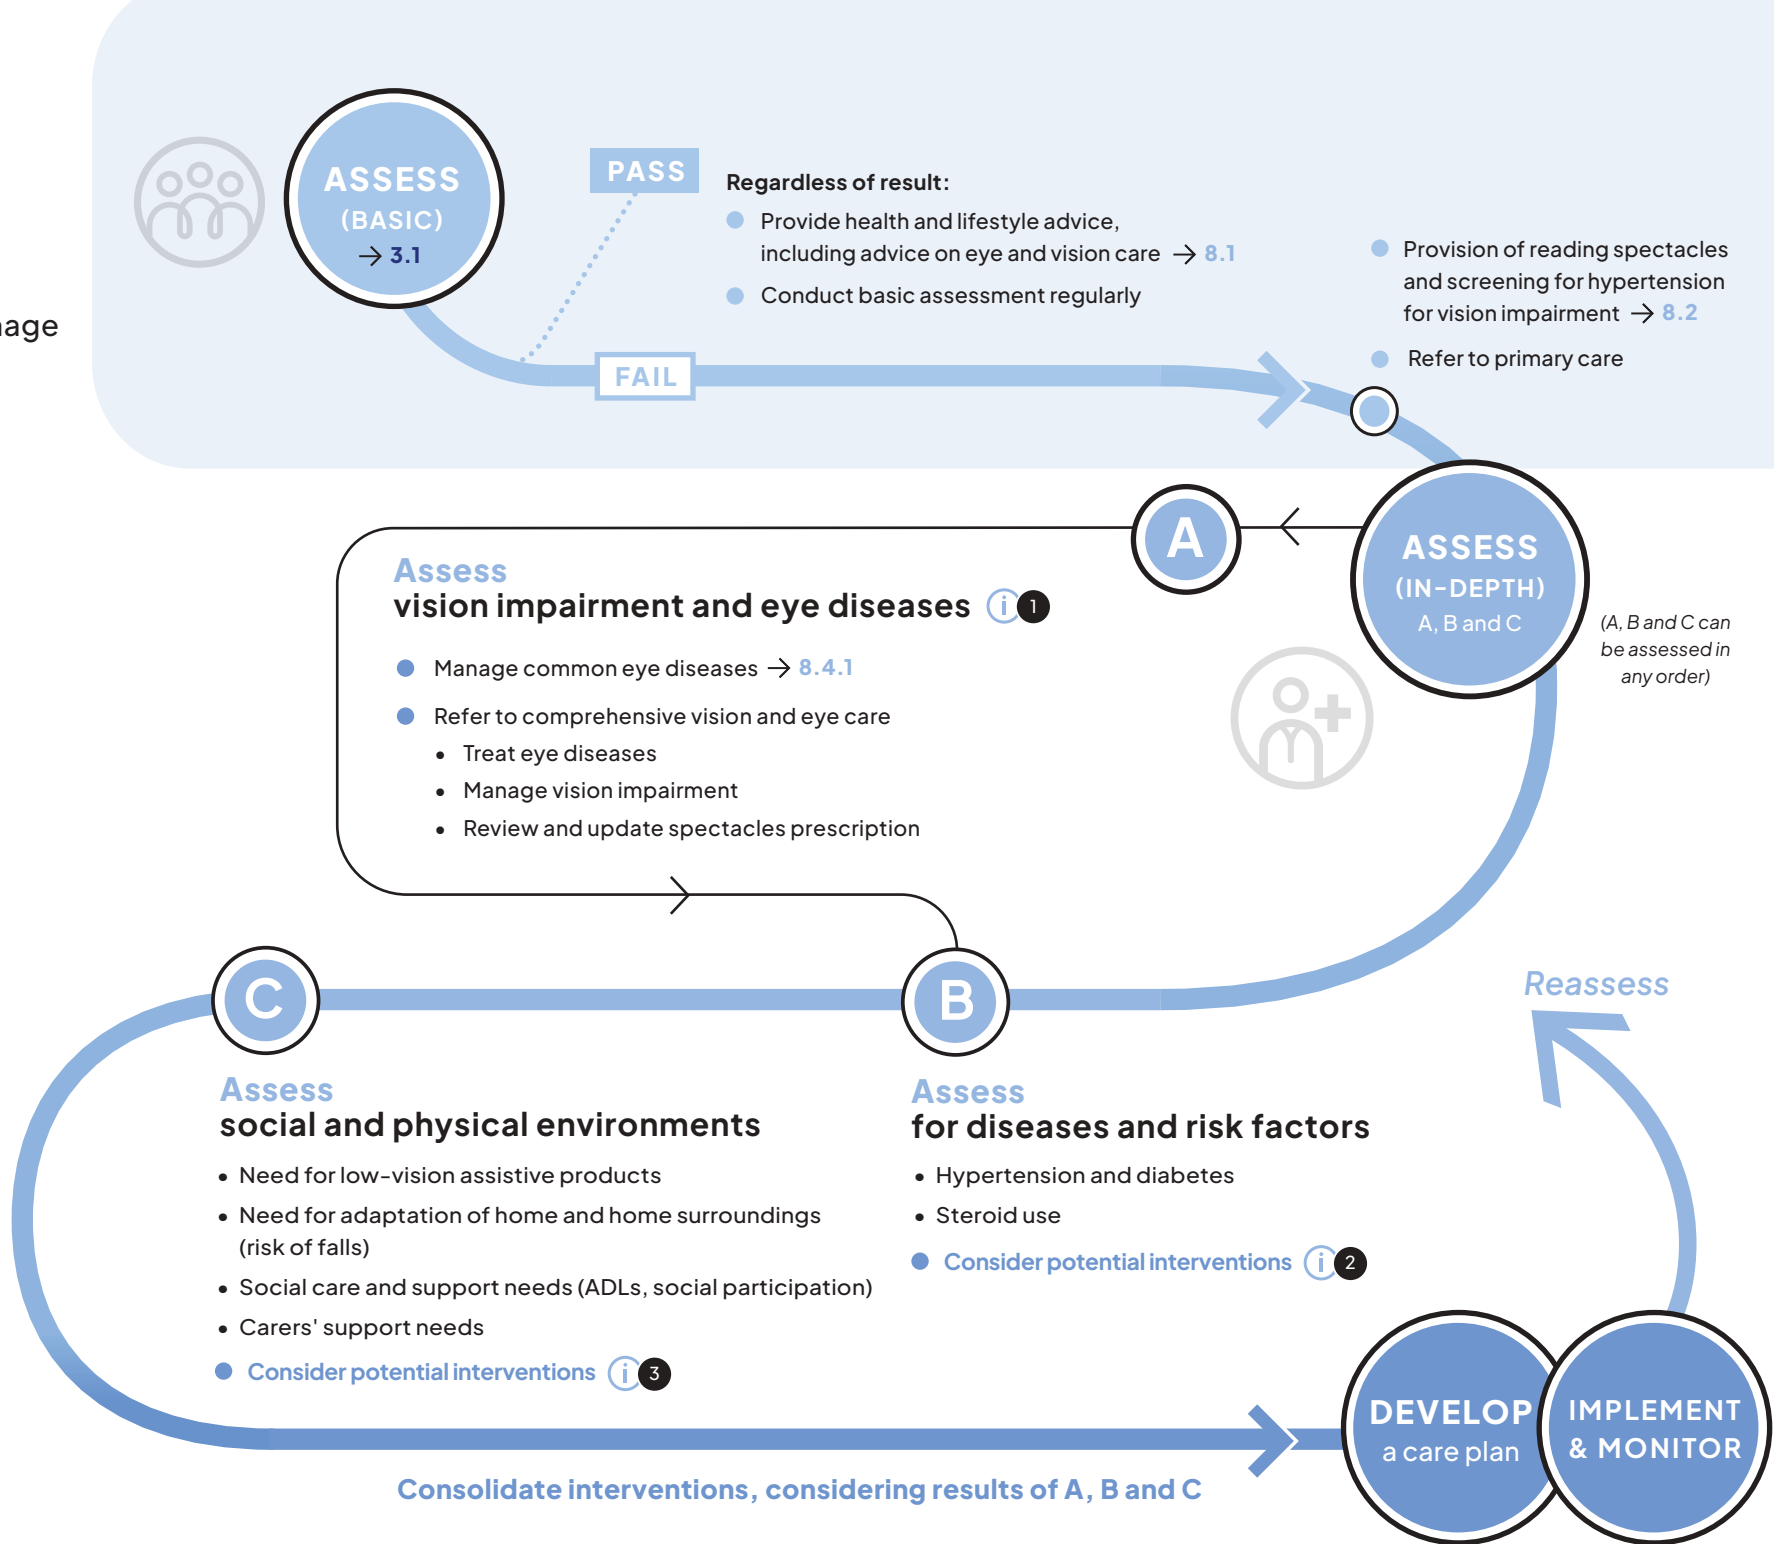 ASSESS
(BASIC)
→ 3.1
PASS
Regardless of result:
Provide health and lifestyle advice,
including advice on eye and vision care → 8.1
Conduct basic assessment regularly
Provision of reading spectacles
and screening for hypertension
for vision impairment → 8.2
Refer to primary care
FAIL
A
ASSESS
(IN-DEPTH)
A, B and C
(A, B and C can
be assessed in
any order)
Assess
vision impairment and eye diseases i 1
Manage common eye diseases → 8.4.1
Refer to comprehensive vision and eye care
• Treat eye diseases
• Manage vision impairment
• Review and update spectacles prescription
C
B
Reassess
Assess
social and physical environments
• Need for low-vision assistive products
• Need for adaptation of home and home surroundings
(risk of falls)
• Social care and support needs (ADLs, social participation)
• Carers' support needs
Consider potential interventions i 3
Assess
for diseases and risk factors
• Hypertension and diabetes
• Steroid use
Consider potential interventions i 2
DEVELOP
a care plan
IMPLEMENT
& MONITOR
Consolidate interventions, considering results of A, B and C